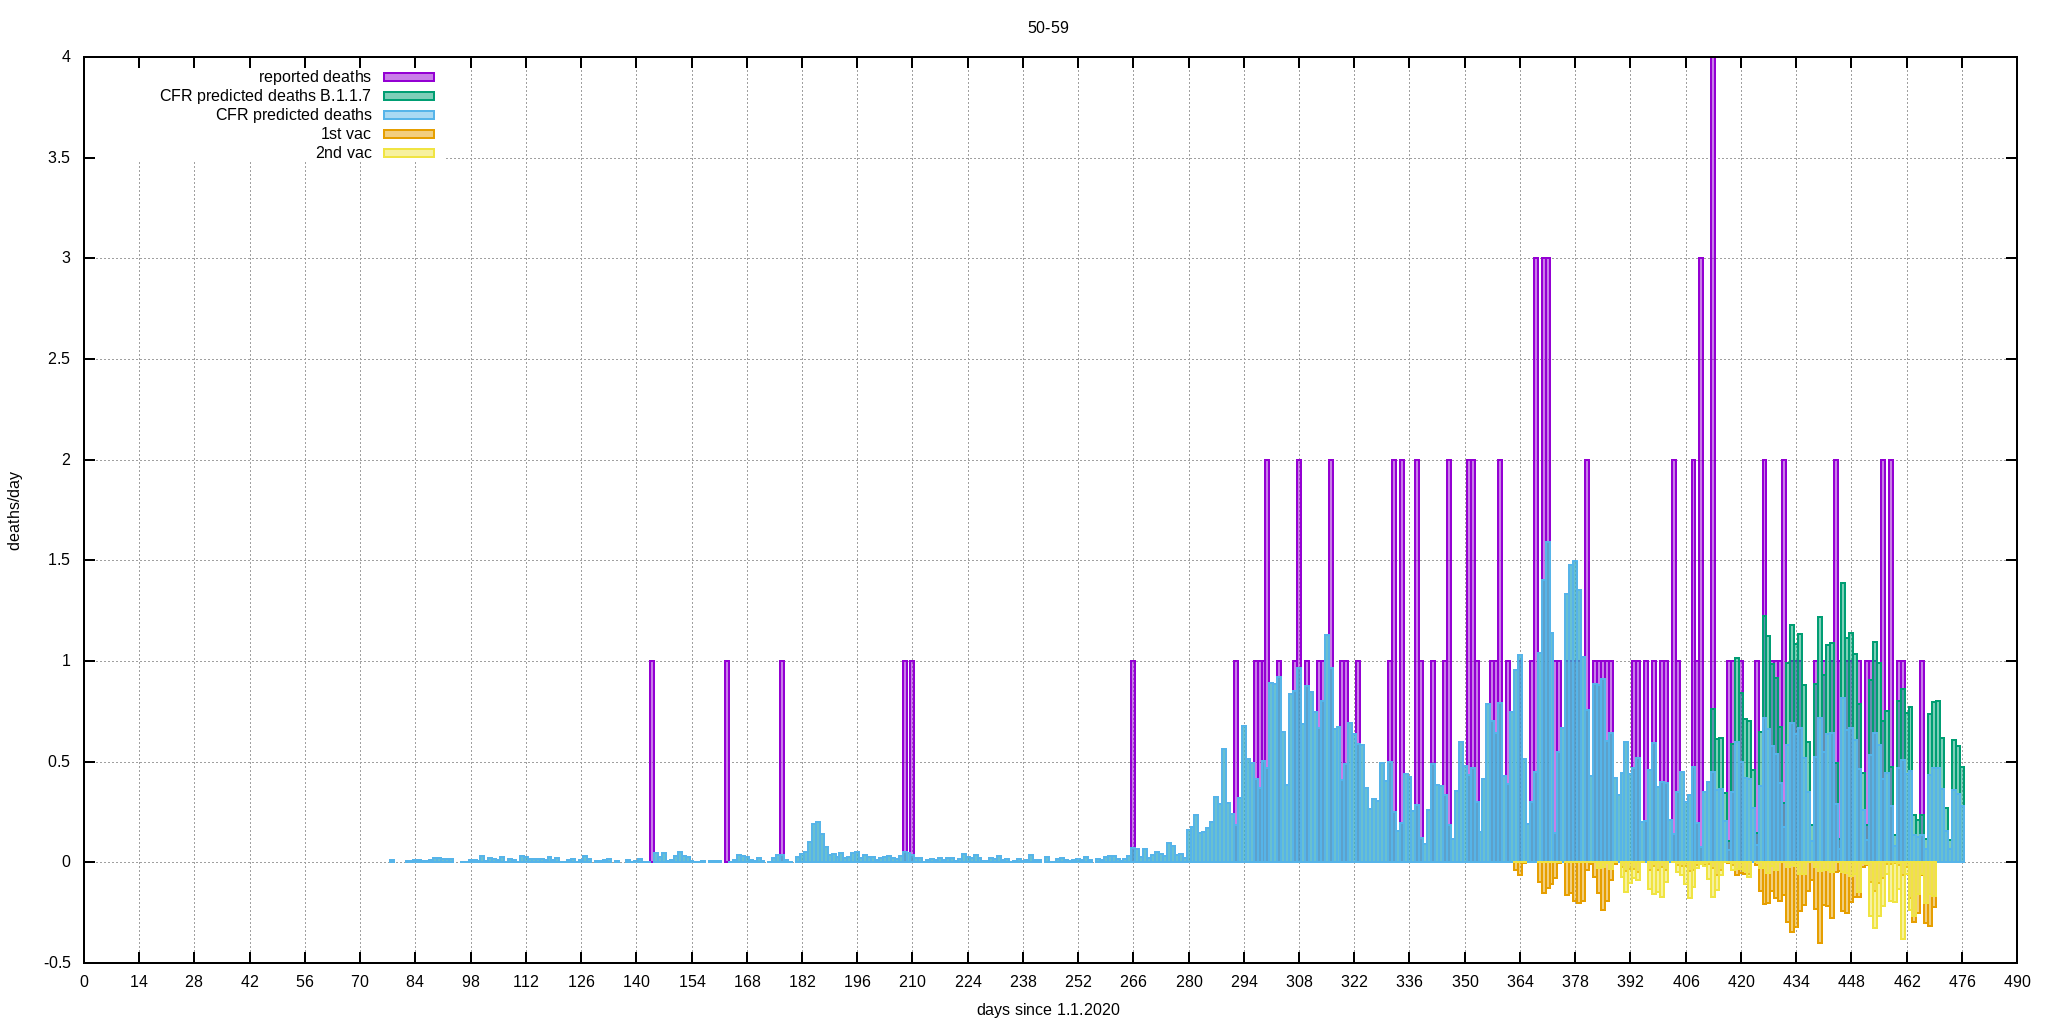 50-59
4
3.5
3
2.5
2
1.5
1
0.5
0
-0.5
deaths/day
reported deaths
CFR predicted deaths B.1.1.7
CFR predicted deaths
1st vac
2nd vac
0 14 28 42 56 70 84 98 112 126 140 154 168 182 196 210 224 238 252 266 280 294 308 322 336 350 364 378 392 406 420 434 448 462 476 490
days since 1.1.2020